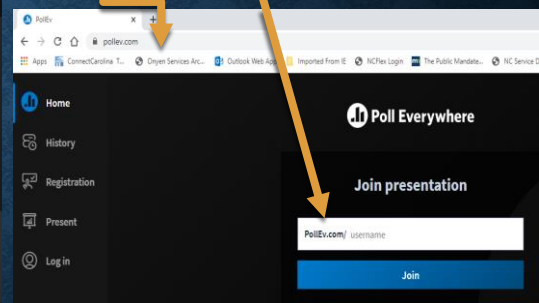 PollEv
pollev.com
Apps ConnectCarolina T... Onyen Services Arc... Outlook Web App Imported From IE NCFlex Login The Public Mandate... NC Service
Home
Poll Everywhere
History
Registration
Join presentation
Present
PollEv.com/ username
Log in
Join